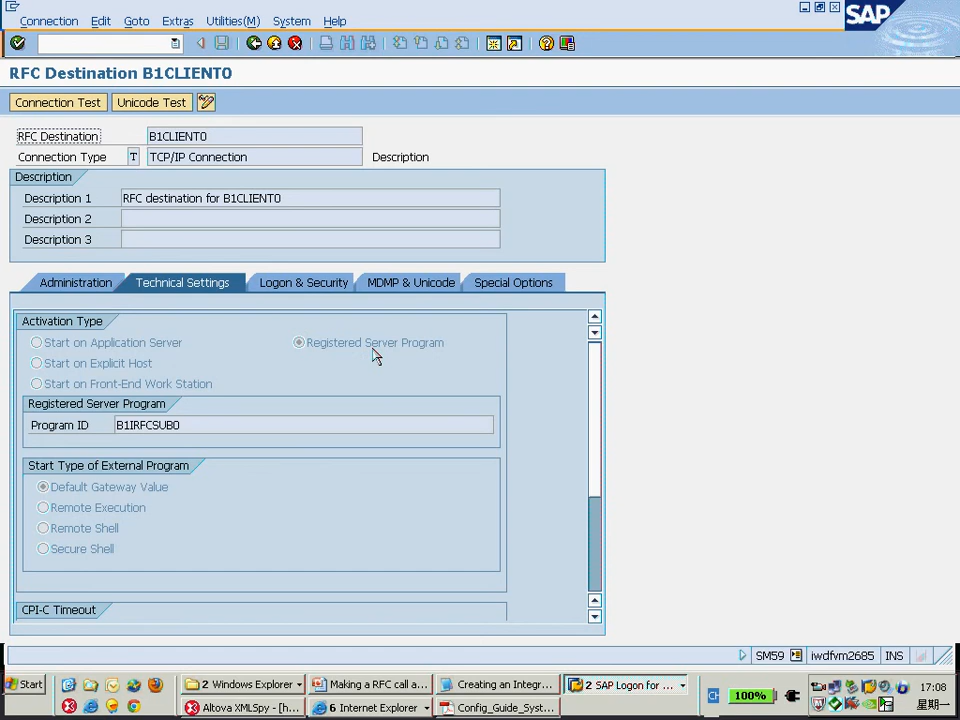 Connection Edit Goto Extras Utilities(M) System Help
SAP
RFC Destination B1CLIENT0
Connection Test Unicode Test
RFC Destination B1CLIENT0
Connection Type T TCP/IP Connection Description
Description
Description 1 RFC destination for B1CLIENT0
Description 2
Description 3
Administration Technical Settings Logon & Security MDMP & Unicode Special Options
Activation Type
Start on Application Server Registered Server Program
Start on Explicit Host
Start on Front-End Work Station
Registered Server Program
Program ID B1IRFCSUB0
Start Type of External Program
Default Gateway Value
Remote Execution
Remote Shell
Secure Shell
CPI-C Timeout
SM59 iwdfvm2685 INS
Start 2 Windows Explorer Making a RFC call a... Creating an Integr... 2 SAP Logon for ... 100% 17:08
Altova XMLSpy - [h... 6 Internet Explorer Config_Guide_Syst... 星期一